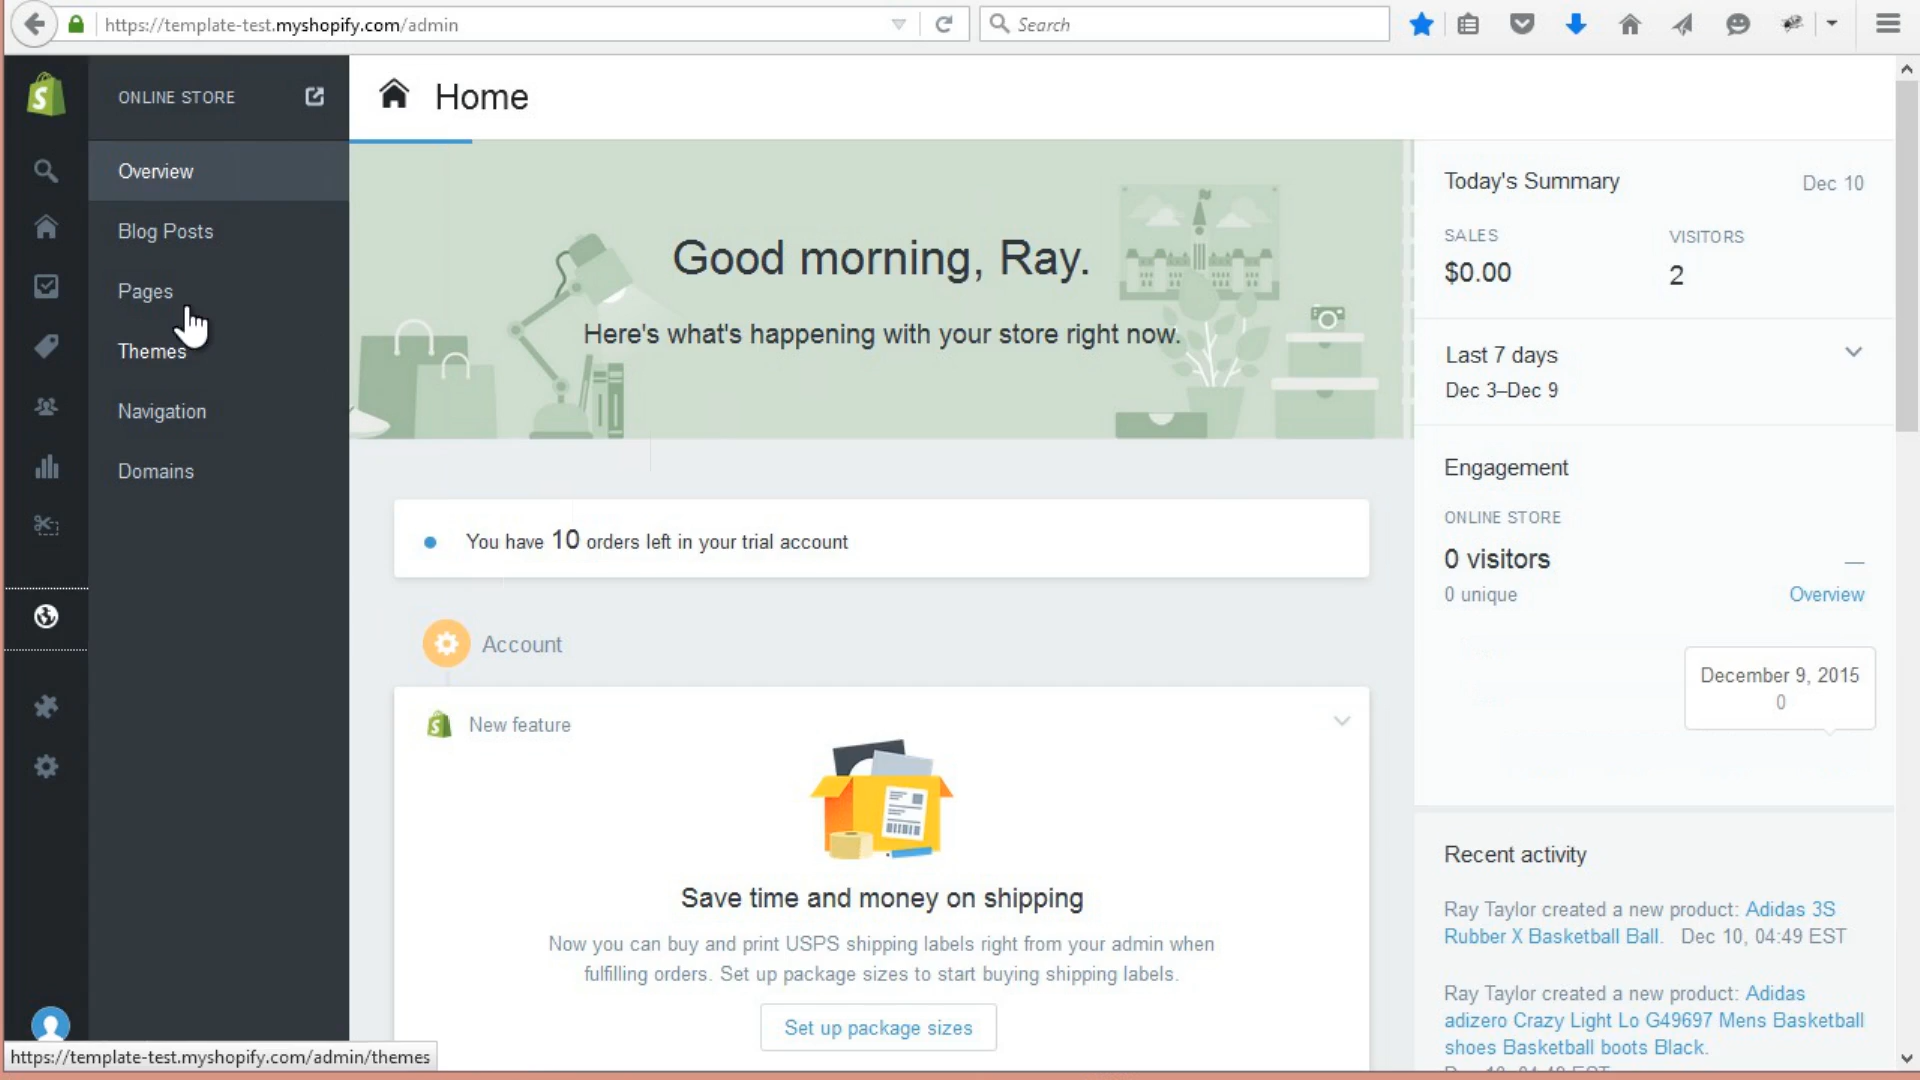 https://template-test.myshopify.com/admin
Search
ONLINE STORE
Overview
Blog Posts
Pages
Themes
Navigation
Domains
Home
Good morning, Ray.
Here's what's happening with your store right now.
You have 10 orders left in your trial account
Account
New feature
Save time and money on shipping
Now you can buy and print USPS shipping labels right from your admin when
fulfilling orders. Set up package sizes to start buying shipping labels.
Set up package sizes
Today's Summary
Dec 10
SALES
VISITORS
$0.00
2
Last 7 days
Dec 3–Dec 9
Engagement
ONLINE STORE
0 visitors
—
0 unique
Overview
December 9, 2015
0
Recent activity
Ray Taylor created a new product: Adidas 3S
Rubber X Basketball Ball. Dec 10, 04:49 EST
Ray Taylor created a new product: Adidas
adizero Crazy Light Lo G49697 Mens Basketball
shoes Basketball boots Black.
https://template-test.myshopify.com/admin/themes